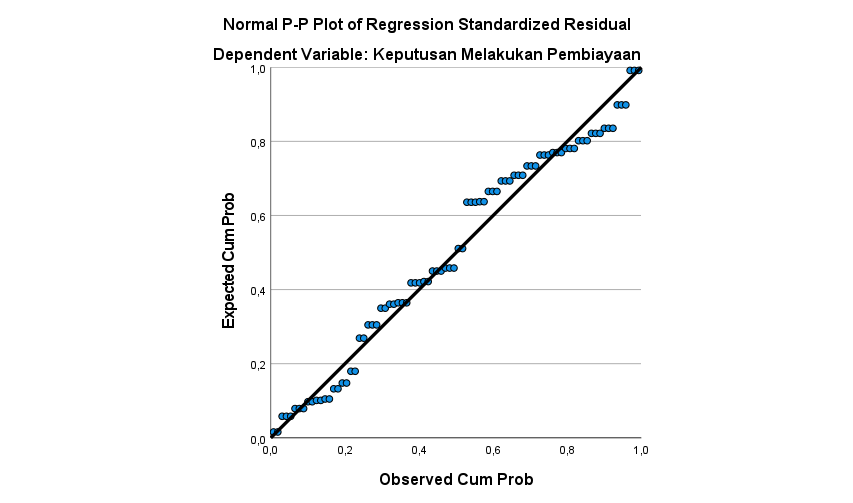 Normal P-P Plot of Regression Standardized Residual
Dependent Variable: Keputusan Melakukan Pembiayaan
1,0
0,8
0,6
0,4
0,2
0,0
Expected Cum Prob
0,0 0,2 0,4 0,6 0,8 1,0
Observed Cum Prob